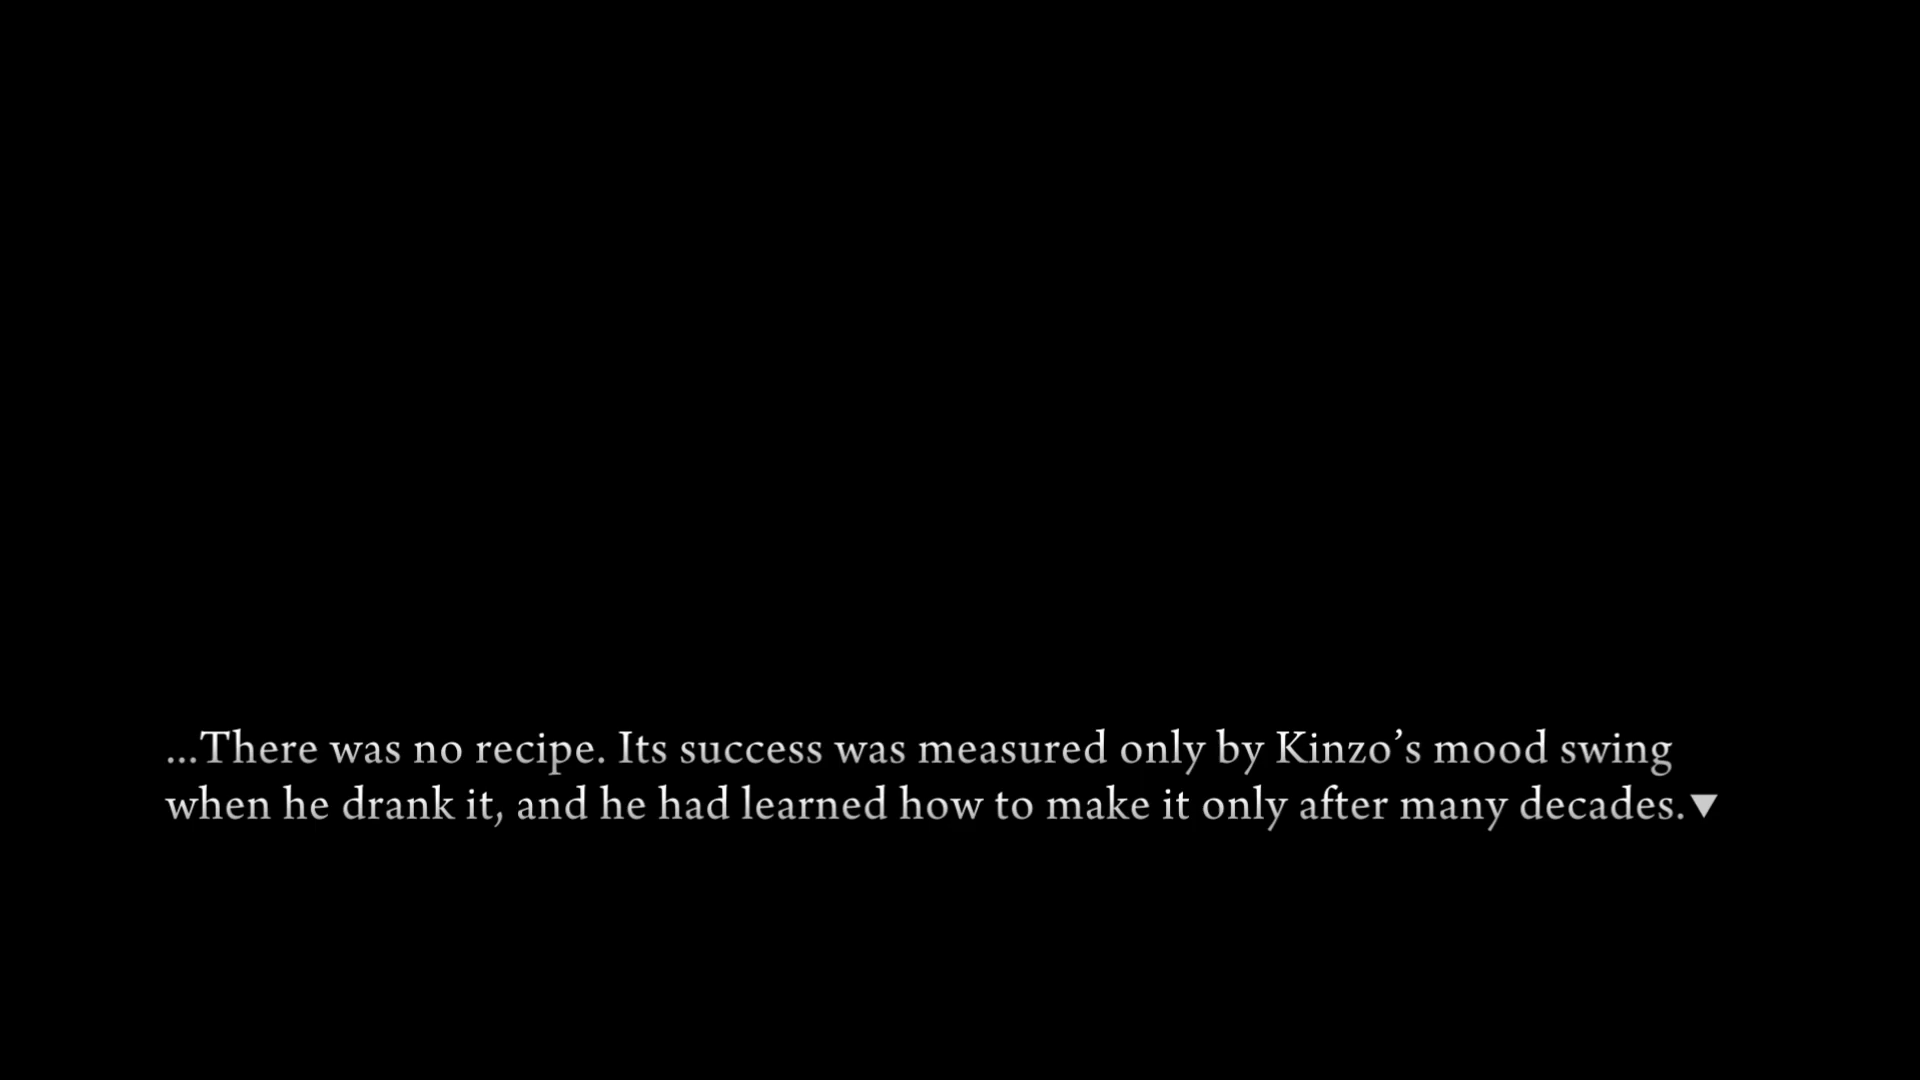 ...There was no recipe. Its success was measured only by Kinzo’s mood swing
when he drank it, and he had learned how to make it only after many decades.▼